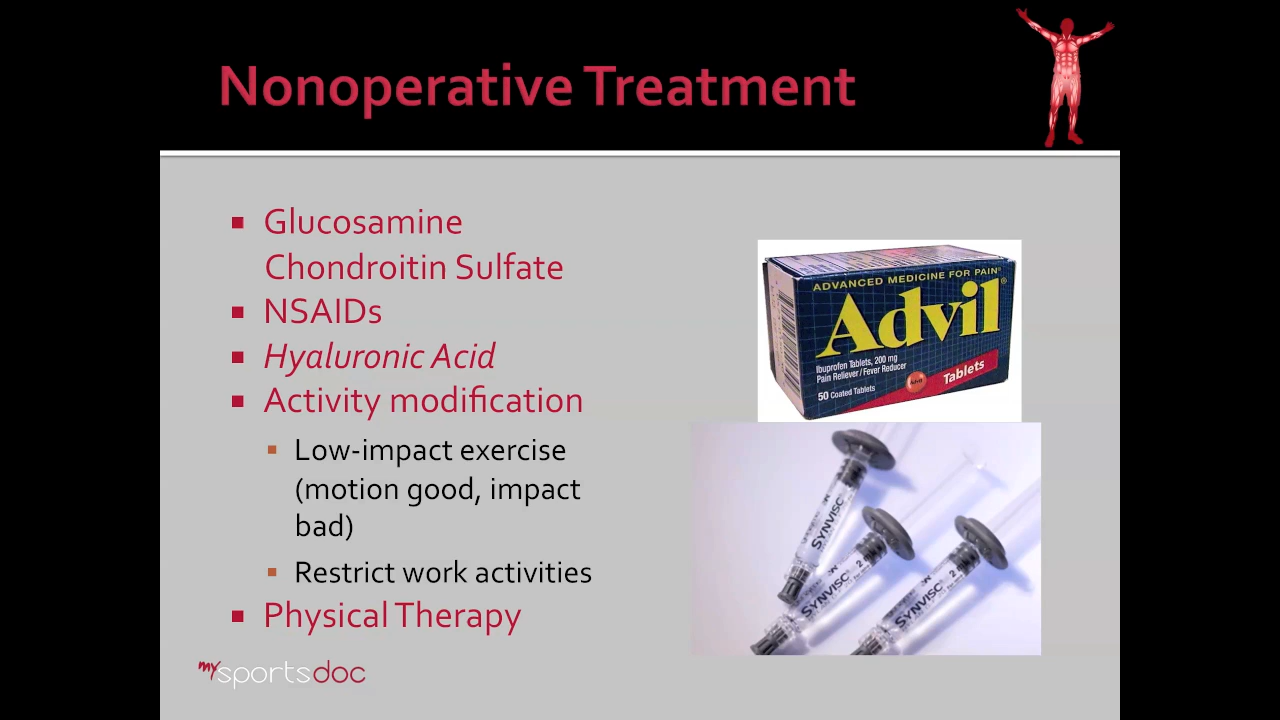 Nonoperative Treatment
Glucosamine
Chondroitin Sulfate
NSAIDs
Hyaluronic Acid
Activity modification
Low-impact exercise
(motion good, impact
bad)
Restrict work activities
Physical Therapy
mysportsdoc
ADVANCED MEDICINE FOR PAIN®
Advil®
Ibuprofen Tablets, 200 mg
Pain Reliever/Fever Reducer
50 Coated Tablets
Advil
Tablets
SYNVISC
SYNVISC®
SYNVISC